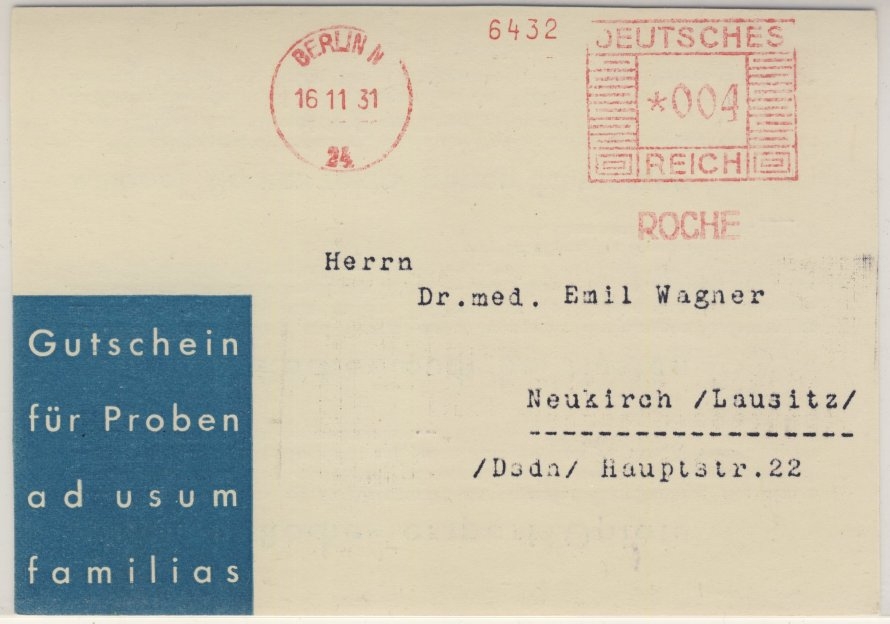 BERLIN N
16 11 31
24
6432
DEUTSCHES
*004
REICH
ROCHE
Herrn
Dr.med. Emil Wagner
Neukirch /Lausitz/
/Dsdn/ Hauptstr.22
Gutschein
für Proben
ad usum
familias